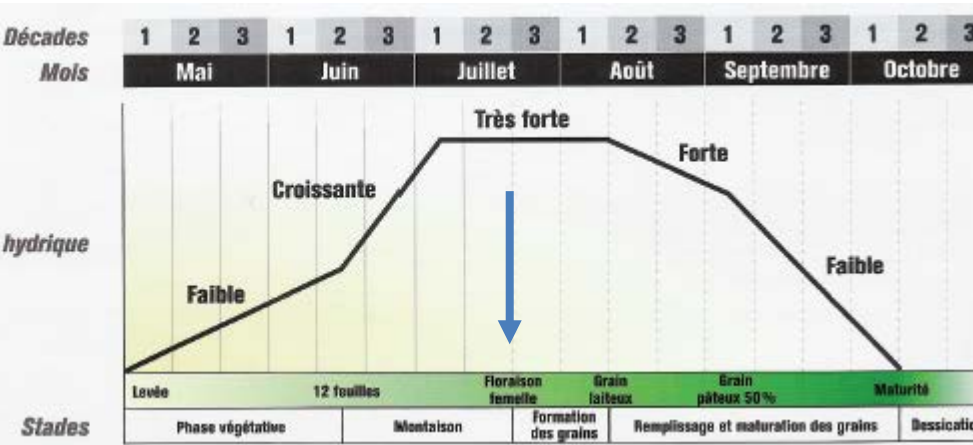 Décades 1 2 3 1 2 3 1 2 3 1 2 3 1 2 3 1 2 3
Mois Mai Juin Juillet Août Septembre Octobre
Très forte
Forte
Croissante
hydrique
Faible
Faible
Levée 12 feuilles Floraison femelle Grain laiteux Grain pâteux 50% Maturité
Stades Phase végétative Montaison Formation des grains Remplissage et maturation des grains Dessicatio